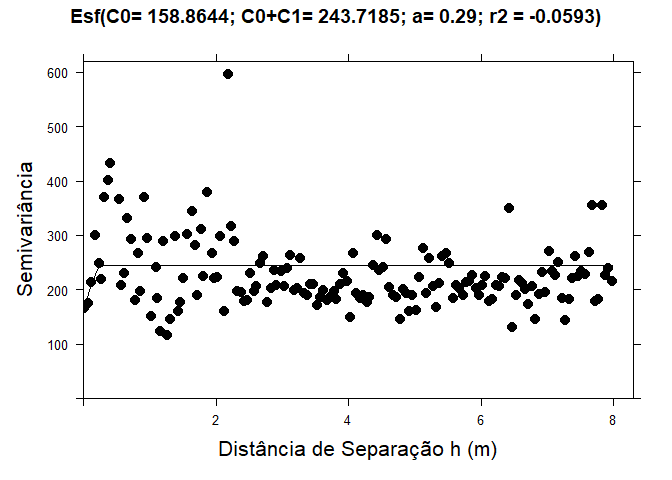 Esf(C0= 158.8644; C0+C1= 243.7185; a= 0.29; r2 = -0.0593)
600
500
400
300
200
100
Semivariância
2 4 6 8
Distância de Separação h (m)